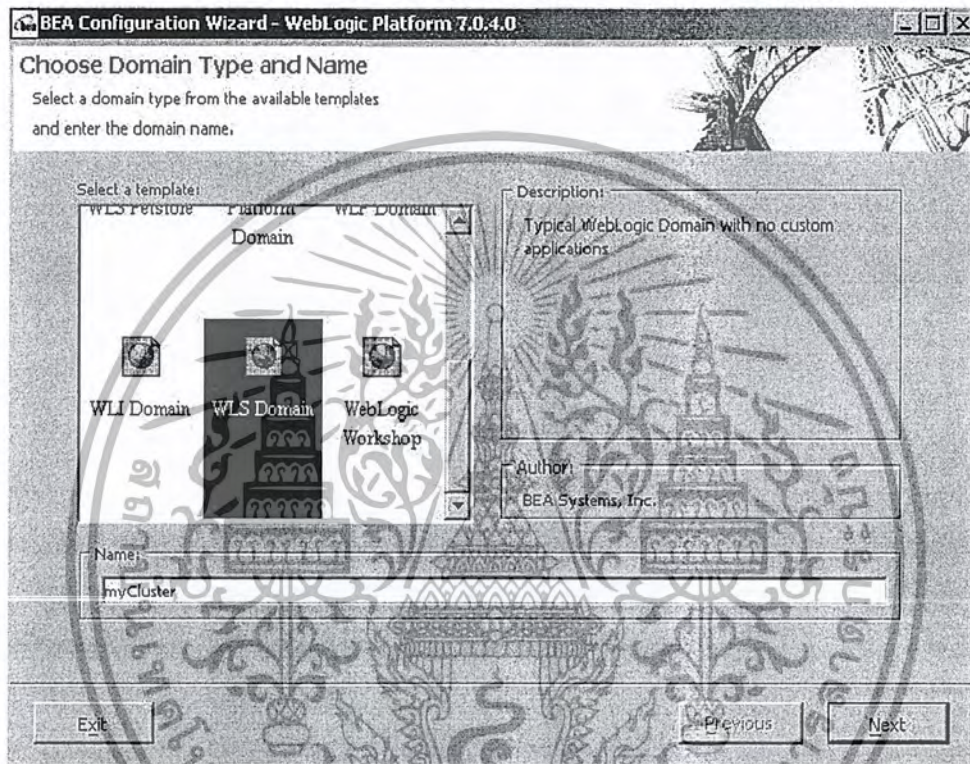 BEA Configuration Wizard - WebLogic Platform 7.0.4.0
Choose Domain Type and Name
Select a domain type from the available templates
and enter the domain name.
Select a template:
WLS Petstore Platform Domain WLP Domain
WLI Domain WLS Domain WebLogic Workshop
Description:
Typical WebLogic Domain with no custom
applications
Author:
BEA Systems, Inc.
Name:
myCluster
Exit Previous Next